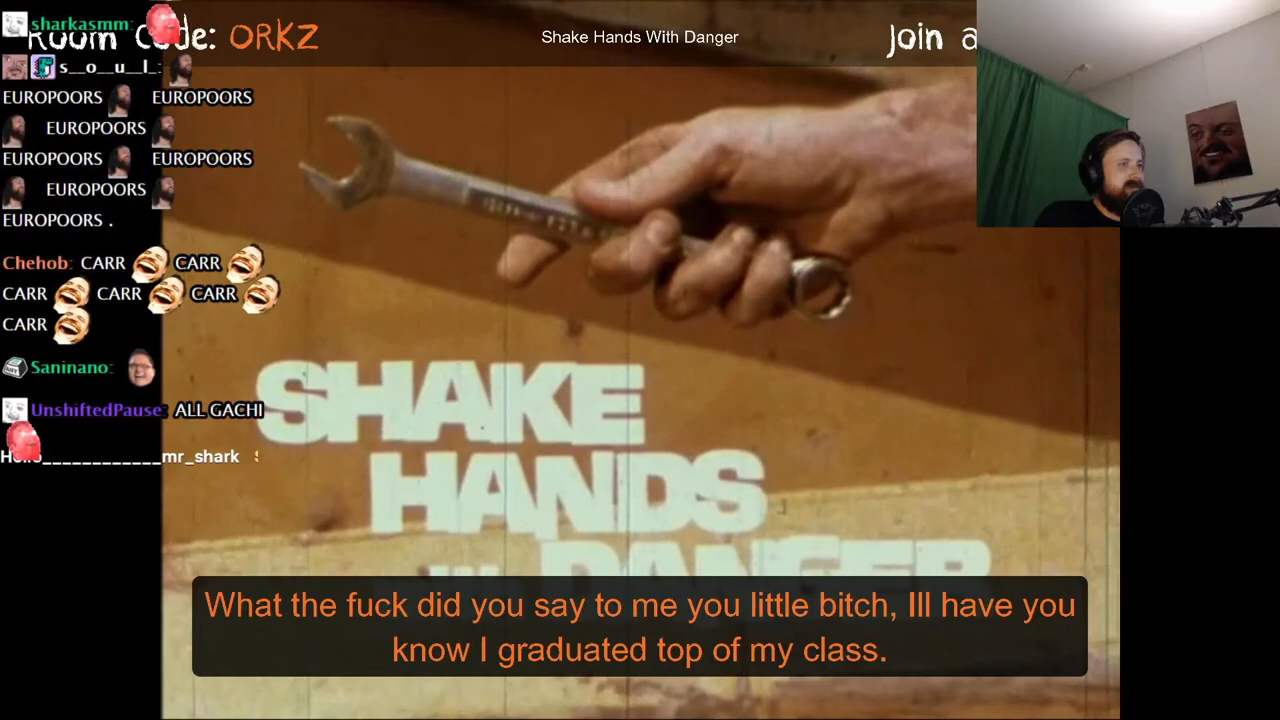 sharkasmm:
Room Code: ORKZ
Shake Hands With Danger
Join a
s__o__u__l_:
EUROPOORS EUROPOORS
EUROPOORS
EUROPOORS EUROPOORS
EUROPOORS
EUROPOORS .
Chehob: CARR CARR
CARR CARR CARR
CARR
Saninano:
UnshiftedPause: ALL GACHI
mr_shark
SHAKE
HANDS
DANGER
What the fuck did you say to me you little bitch, Ill have you
know I graduated top of my class.